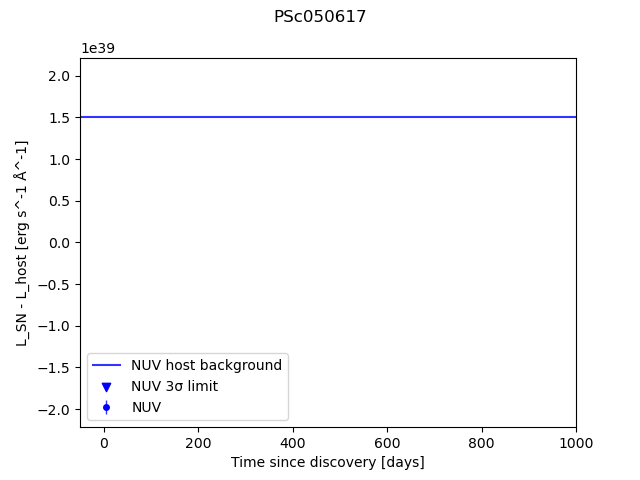 PSc050617
1e39
2.0
1.5
1.0
0.5
0.0
−0.5
−1.0
−1.5
−2.0
L_SN - L_host [erg s^-1 Å^-1]
NUV host background
NUV 3σ limit
NUV
0 200 400 600 800 1000
Time since discovery [days]